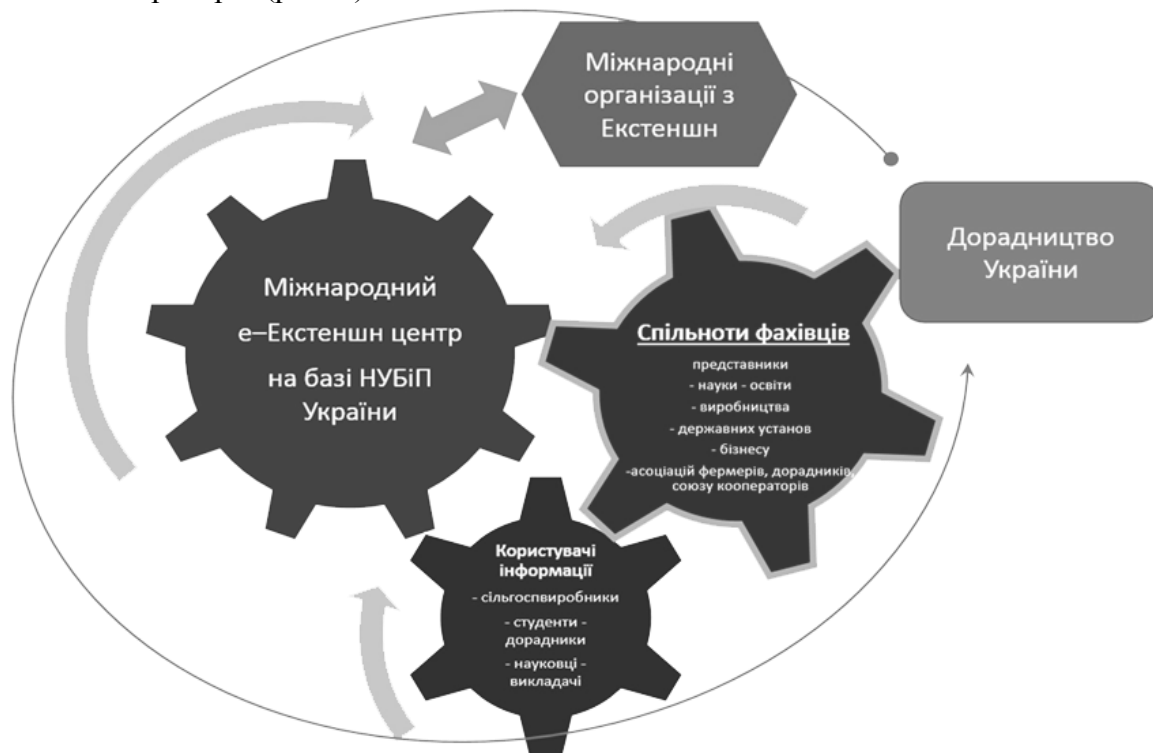 Міжнародні
організації з
Екстеншн
Дорадництво
України
Міжнародний
е–Екстеншн центр
на базі НУБіП
України
Спільноти фахівців
представники
- науки - освіти
- виробництва
- державних установ
- бізнесу
-асоціацій фермерів, дорадників,
союзу кооператорів
Користувачі
інформації
- сільгоспвиробники
- студенти -
дорадники
- науковці -
викладачі